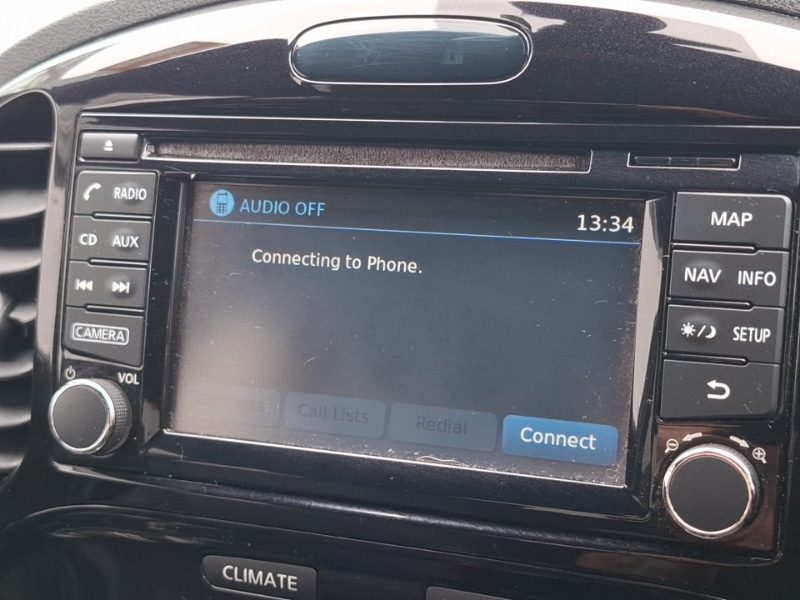 AUDIO OFF
13:34
Connecting to Phone.
Call Lists
Redial
Connect
RADIO
CD AUX
CAMERA
VOL
MAP
NAV INFO
SETUP
CLIMATE